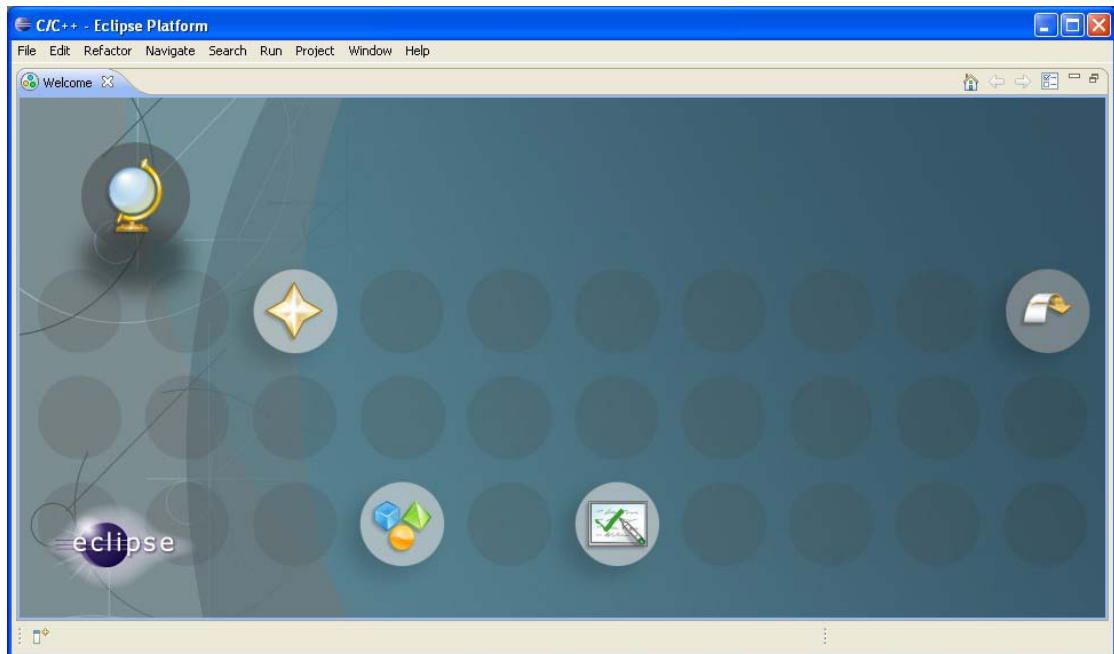 C/C++ - Eclipse Platform
File Edit Refactor Navigate Search Run Project Window Help
Welcome
eclipse